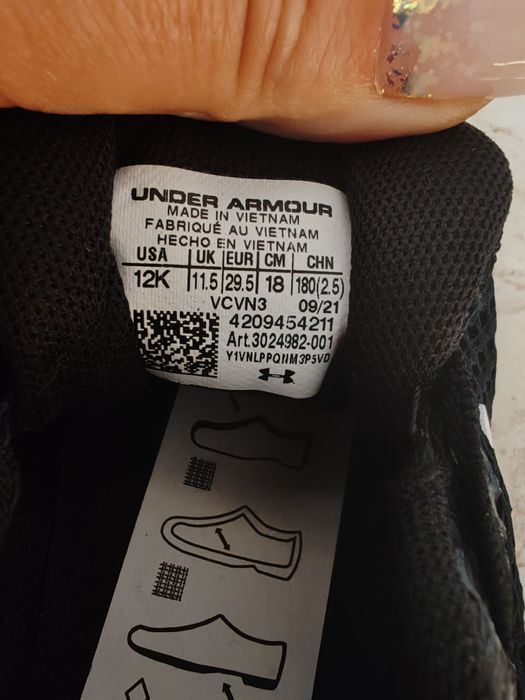 UNDER ARMOUR
MADE IN VIETNAM
FABRIQUÉ AU VIETNAM
HECHO EN VIETNAM
USA UK EUR CM CHN
12K 11.5 29.5 18 180(2.5)
VCVN3 09/21
4209454211
Art.3024982-001
Y1VNLPPQNM3P5VD